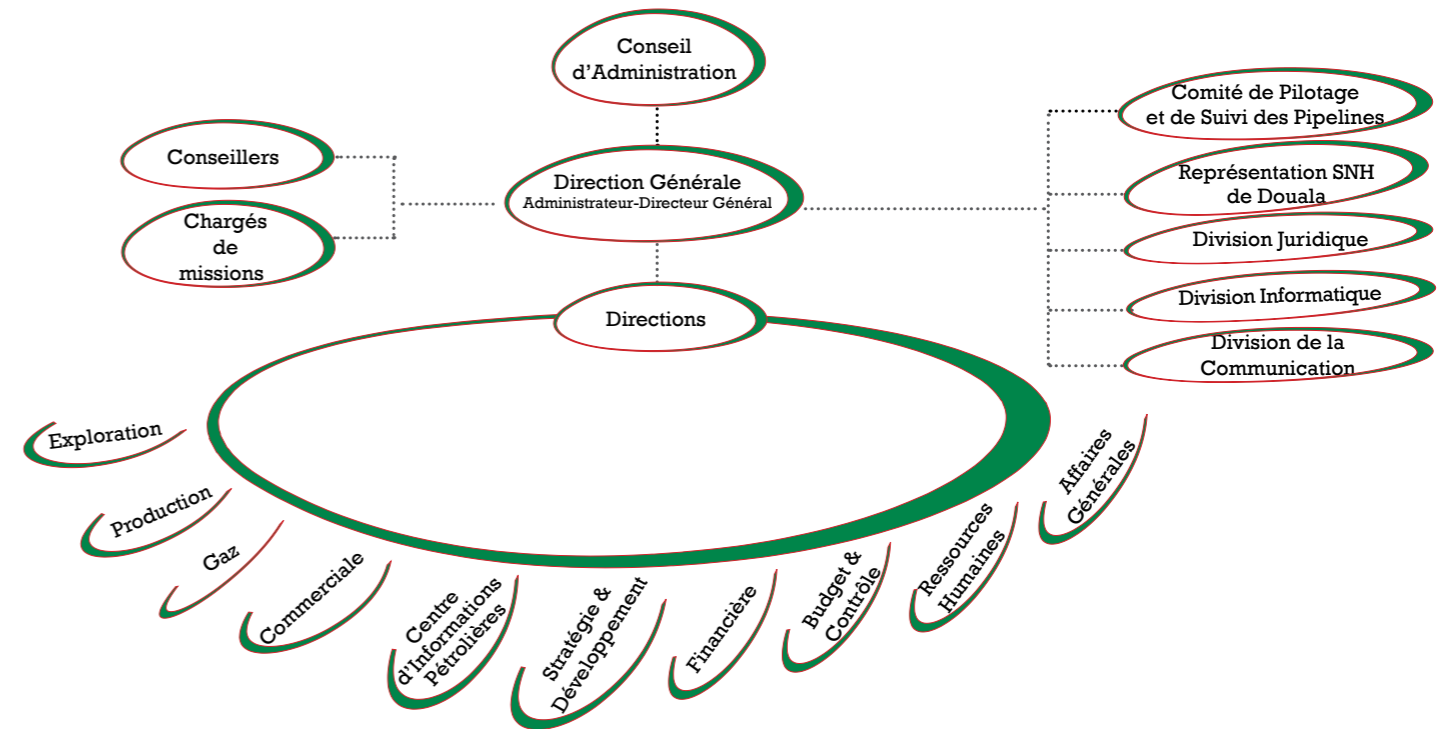 Conseil
d'Administration
Conseillers
Chargés
de
missions
Direction Générale
Administrateur-Directeur Général
Comité de Pilotage
et de Suivi des Pipelines
Représentation SNH
de Douala
Division Juridique
Division Informatique
Division de la
Communication
Directions
Exploration
Production
Gaz
Commerciale
Centre
d'Informations
Pétrolières
Stratégie &
Développement
Financière
Budget &
Contrôle
Ressources
Humaines
Affaires
Générales